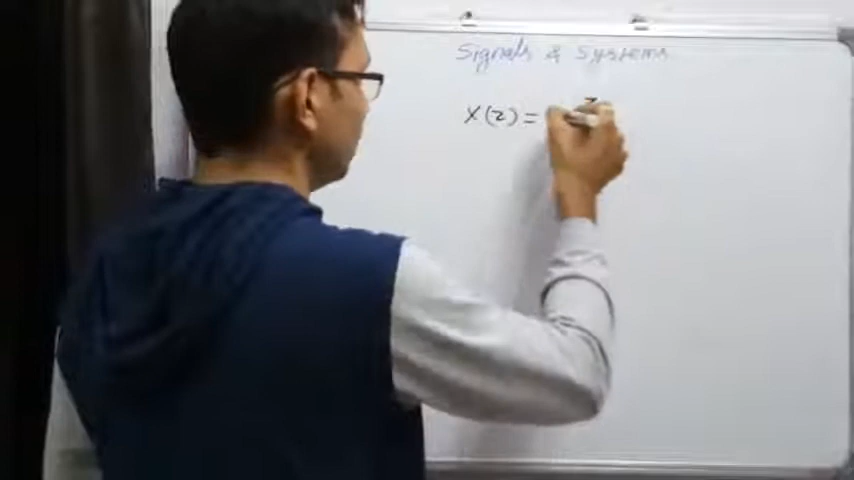 Signals & Systems
X(z) =